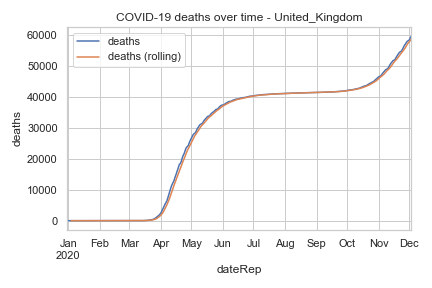 COVID-19 deaths over time - United_Kingdom
deaths
deaths (rolling)
60000
50000
40000
30000
20000
10000
0
deaths
Jan Feb Mar Apr May Jun Jul Aug Sep Oct Nov Dec
2020
dateRep